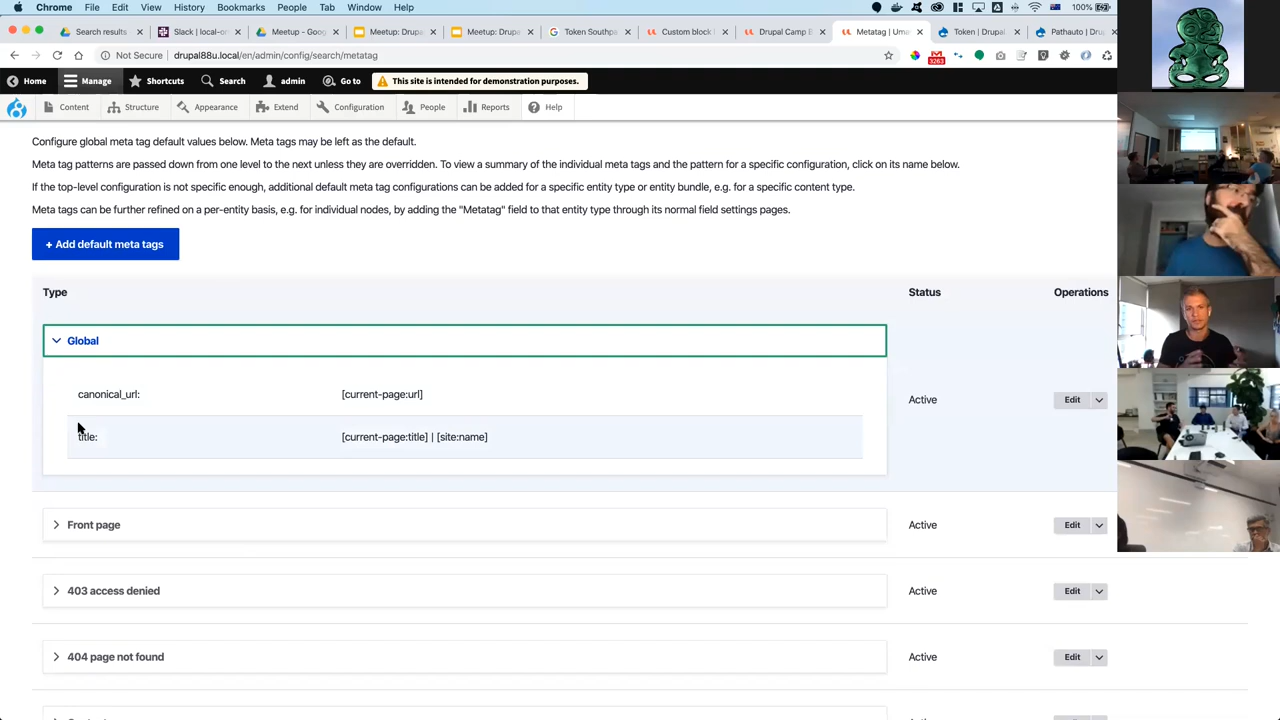 Chrome File Edit View History Bookmarks People Tab Window Help 100%
Search results Slack | local-of Meetup - Goog Meetup: Drupa Meetup: Drupa Token Southpa Custom block l Drupal Camp B Metatag | Uma Token | Drupal. Pathauto | Dru
Not Secure drupal88u.local/en/admin/config/search/metatag 3263
Home Manage Shortcuts Search admin Go to This site is intended for demonstration purposes.
Content Structure Appearance Extend Configuration People Reports Help
Configure global meta tag default values below. Meta tags may be left as the default.
Meta tag patterns are passed down from one level to the next unless they are overridden. To view a summary of the individual meta tags and the pattern for a specific configuration, click on its name below.
If the top-level configuration is not specific enough, additional default meta tag configurations can be added for a specific entity type or entity bundle, e.g. for a specific content type.
Meta tags can be further refined on a per-entity basis, e.g. for individual nodes, by adding the "Metatag" field to that entity type through its normal field settings pages.
+ Add default meta tags
Type Status Operations
Global
canonical_url: [current-page:url] Active Edit
title: [current-page:title] | [site:name]
Front page Active Edit
403 access denied Active Edit
404 page not found Active Edit